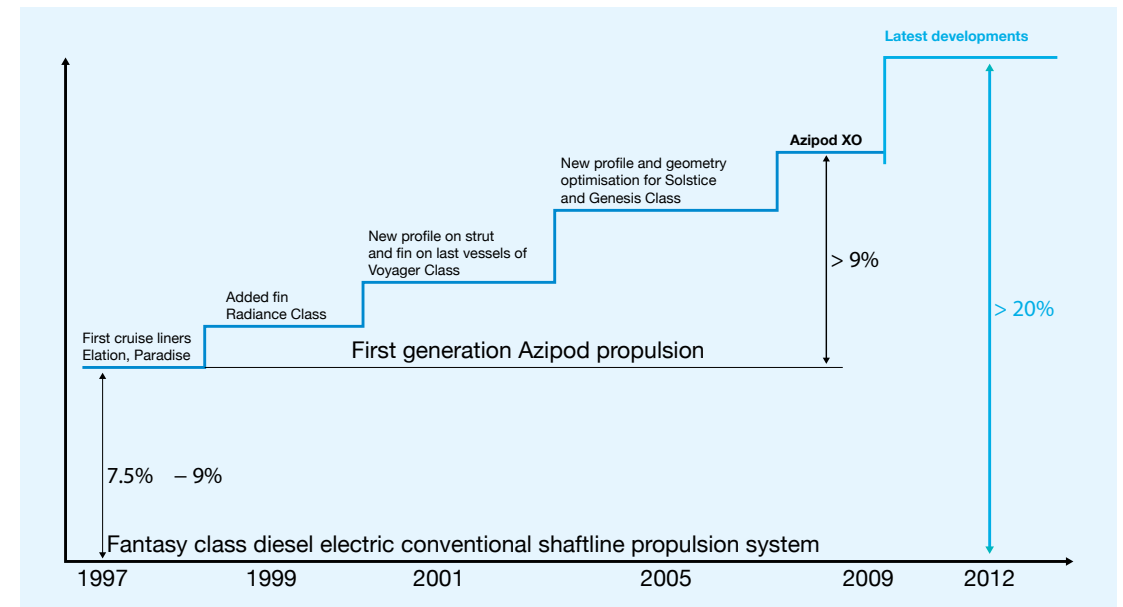 Latest developments
Azipod XO
New profile and geometry
optimisation for Solstice
and Genesis Class
New profile on strut
and fin on last vessels of
Voyager Class
> 9%
Added fin
Radiance Class
> 20%
First cruise liners
Elation, Paradise
First generation Azipod propulsion
7.5% – 9%
Fantasy class diesel electric conventional shaftline propulsion system
1997 1999 2001 2005 2009 2012